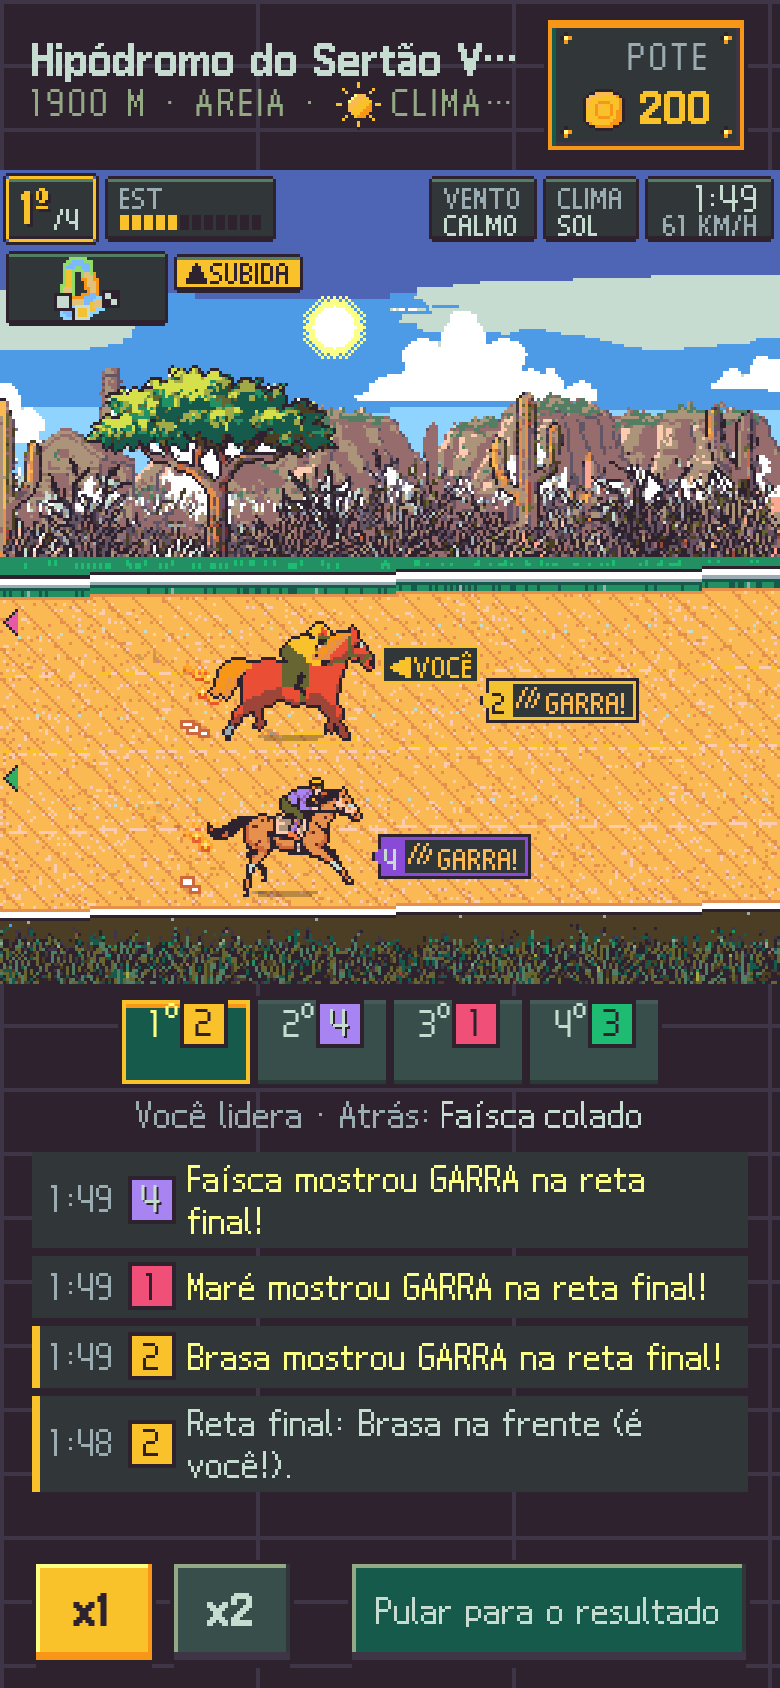 Hipódromo do Sertão V...
1900 M · AREIA · CLIMA...
POTE
200
1º/4
EST
VENTO
CALMO
CLIMA
SOL
1:49
61 KM/H
SUBIDA
VOCÊ
2 GARRA!
4 GARRA!
1º 2
2º 4
3º 1
4º 3
Você lidera · Atrás: Faísca colado
1:49 4 Faísca mostrou GARRA na reta
final!
1:49 1 Maré mostrou GARRA na reta final!
1:49 2 Brasa mostrou GARRA na reta final!
1:48 2 Reta final: Brasa na frente (é
você!).
x1
x2
Pular para o resultado